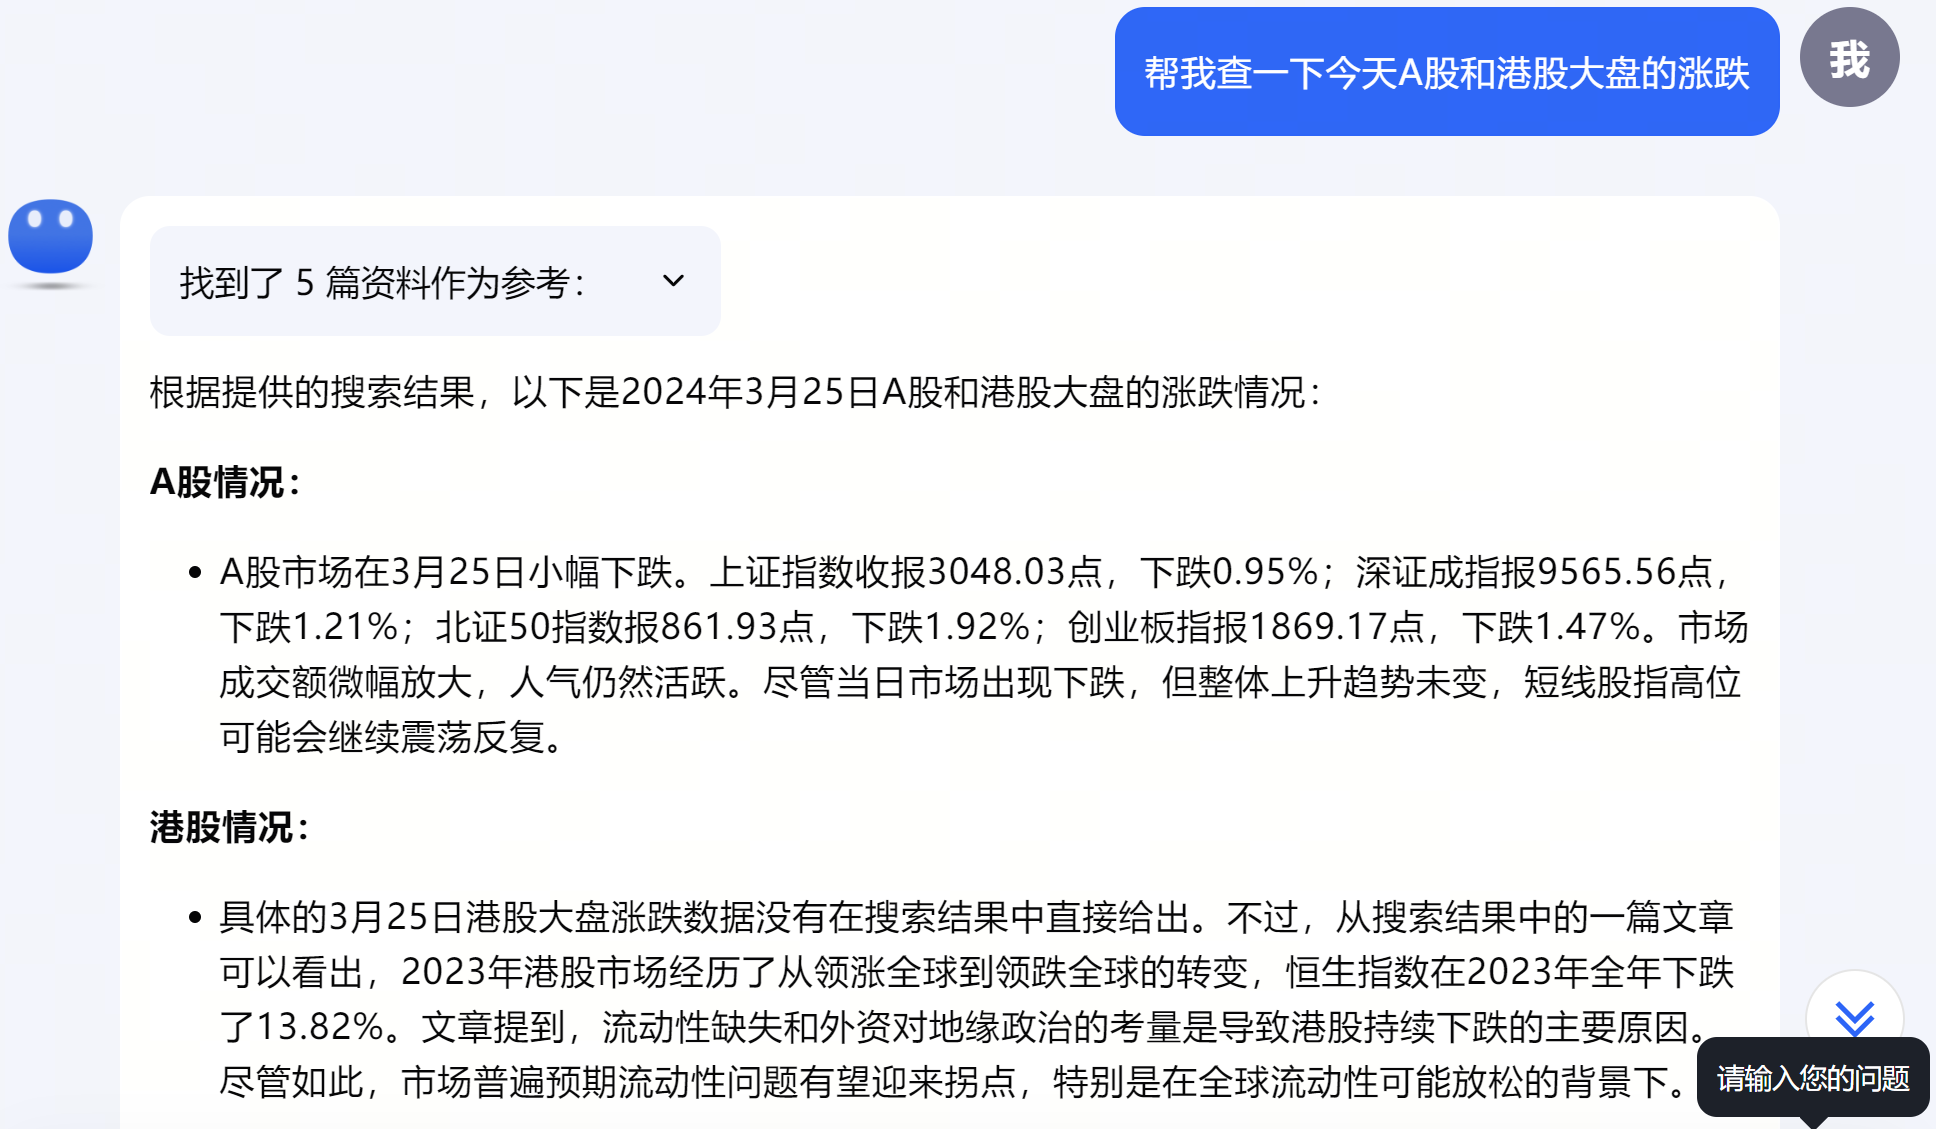 帮我查一下今天A股和港股大盘的涨跌
我
找到了 5 篇资料作为参考：
根据提供的搜索结果，以下是2024年3月25日A股和港股大盘的涨跌情况：
A股情况：
• A股市场在3月25日小幅下跌。上证指数收报3048.03点，下跌0.95%；深证成指报9565.56点，
下跌1.21%；北证50指数报861.93点，下跌1.92%；创业板指报1869.17点，下跌1.47%。市场
成交额微幅放大，人气仍然活跃。尽管当日市场出现下跌，但整体上升趋势未变，短线股指高位
可能会继续震荡反复。
港股情况：
• 具体的3月25日港股大盘涨跌数据没有在搜索结果中直接给出。不过，从搜索结果中的一篇文章
可以看出，2023年港股市场经历了从领涨全球到领跌全球的转变，恒生指数在2023年全年下跌
了13.82%。文章提到，流动性缺失和外资对地缘政治的考量是导致港股持续下跌的主要原因。
尽管如此，市场普遍预期流动性问题有望迎来拐点，特别是在全球流动性可能放松的背景下。
请输入您的问题